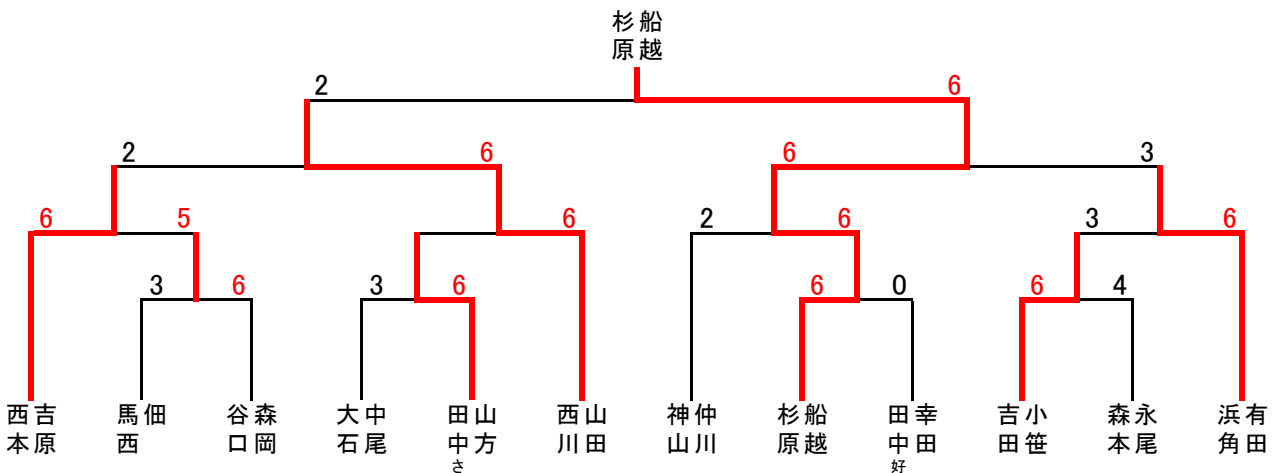 船越
杉原
2
6
2
6
6
3
6
5
6
2
6
3
6
3
6
3
6
6
0
6
4
吉原
西本
佃
馬西
森岡
谷口
中尾
大石
山方
田中さ
山田
西川
仲川
神山
船越
杉原
幸田
田中好
小笹
吉田
永尾
森本
有田
浜角